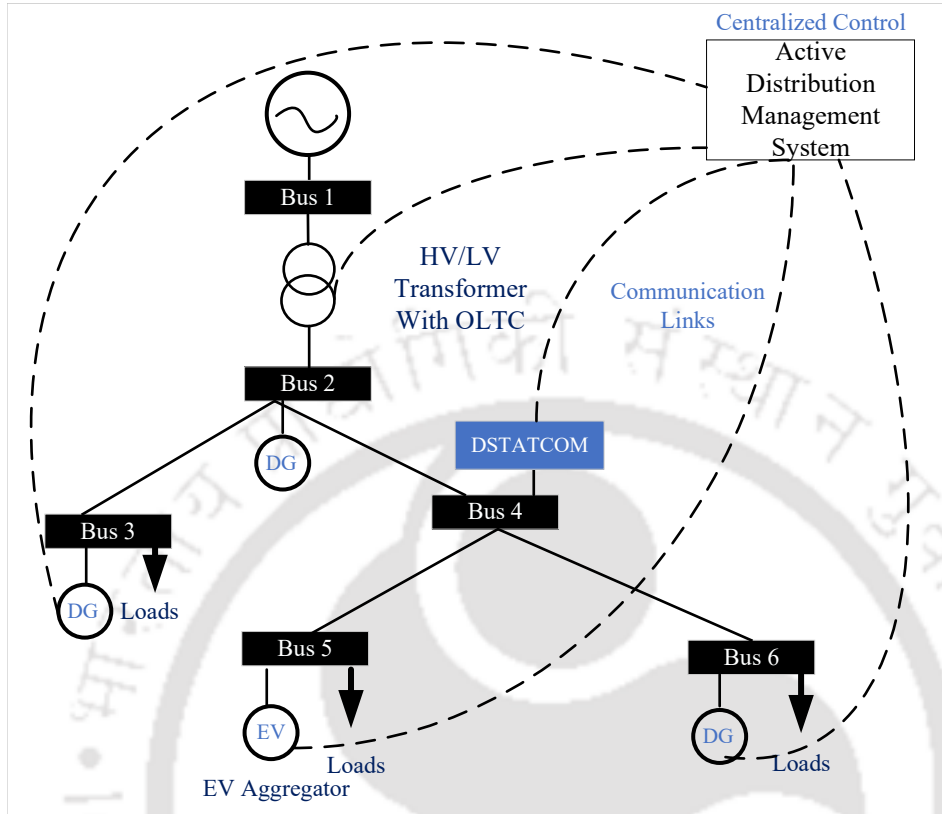 Centralized Control
Active
Distribution
Management
System
Bus 1
HV/LV
Transformer
With OLTC
Communication
Links
Bus 2
DG
DSTATCOM
Bus 4
Bus 3
DG
Loads
Bus 5
Bus 6
EV
DG
Loads
Loads
EV Aggregator